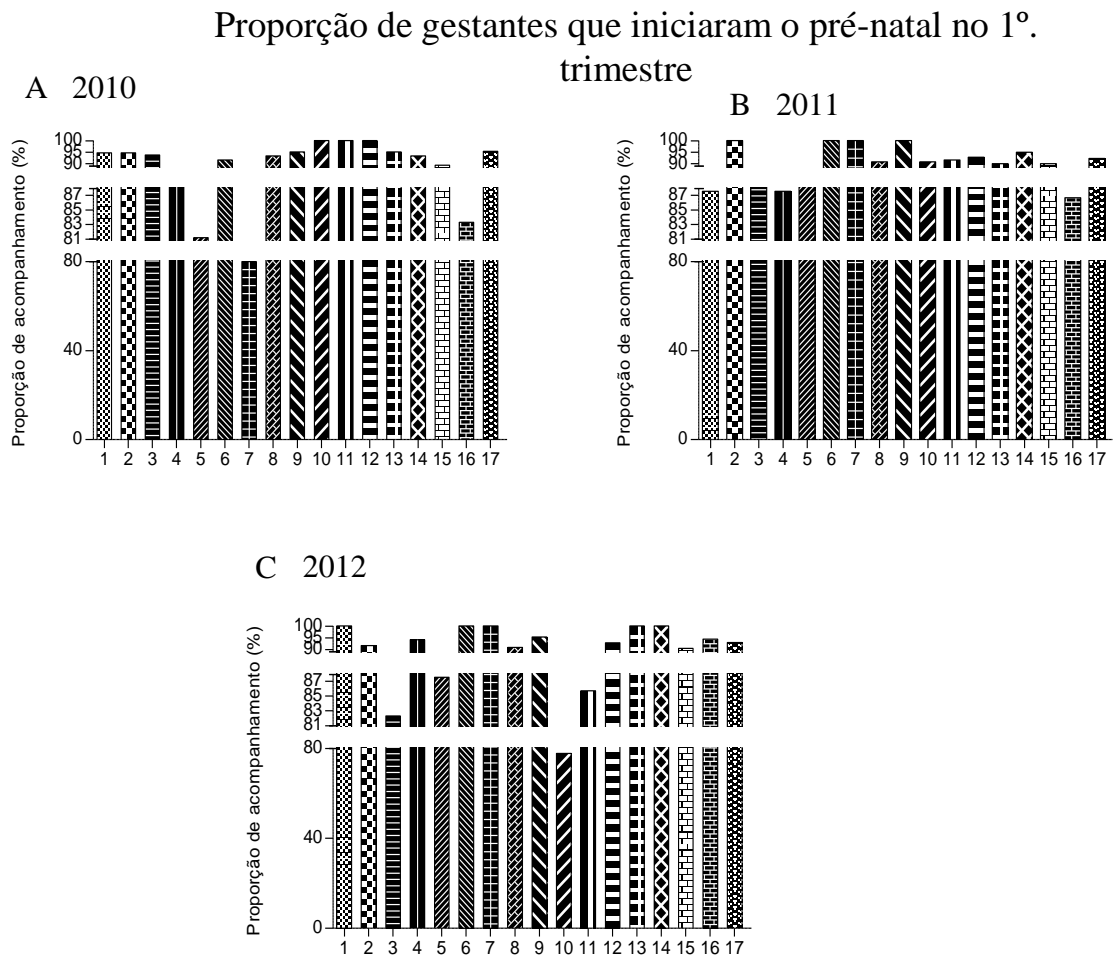 Proporção de gestantes que iniciaram o pré-natal no 1º.
trimestre
A 2010
Proporção de acompanhamento (%)
100
95
90
87
85
83
81
80
40
0
1 2 3 4 5 6 7 8 9 10 11 12 13 14 15 16 17
B 2011
Proporção de acompanhamento (%)
100
95
90
87
85
83
81
80
40
0
1 2 3 4 5 6 7 8 9 10 11 12 13 14 15 16 17
C 2012
Proporção de acompanhamento (%)
100
95
90
87
85
83
81
80
40
0
1 2 3 4 5 6 7 8 9 10 11 12 13 14 15 16 17